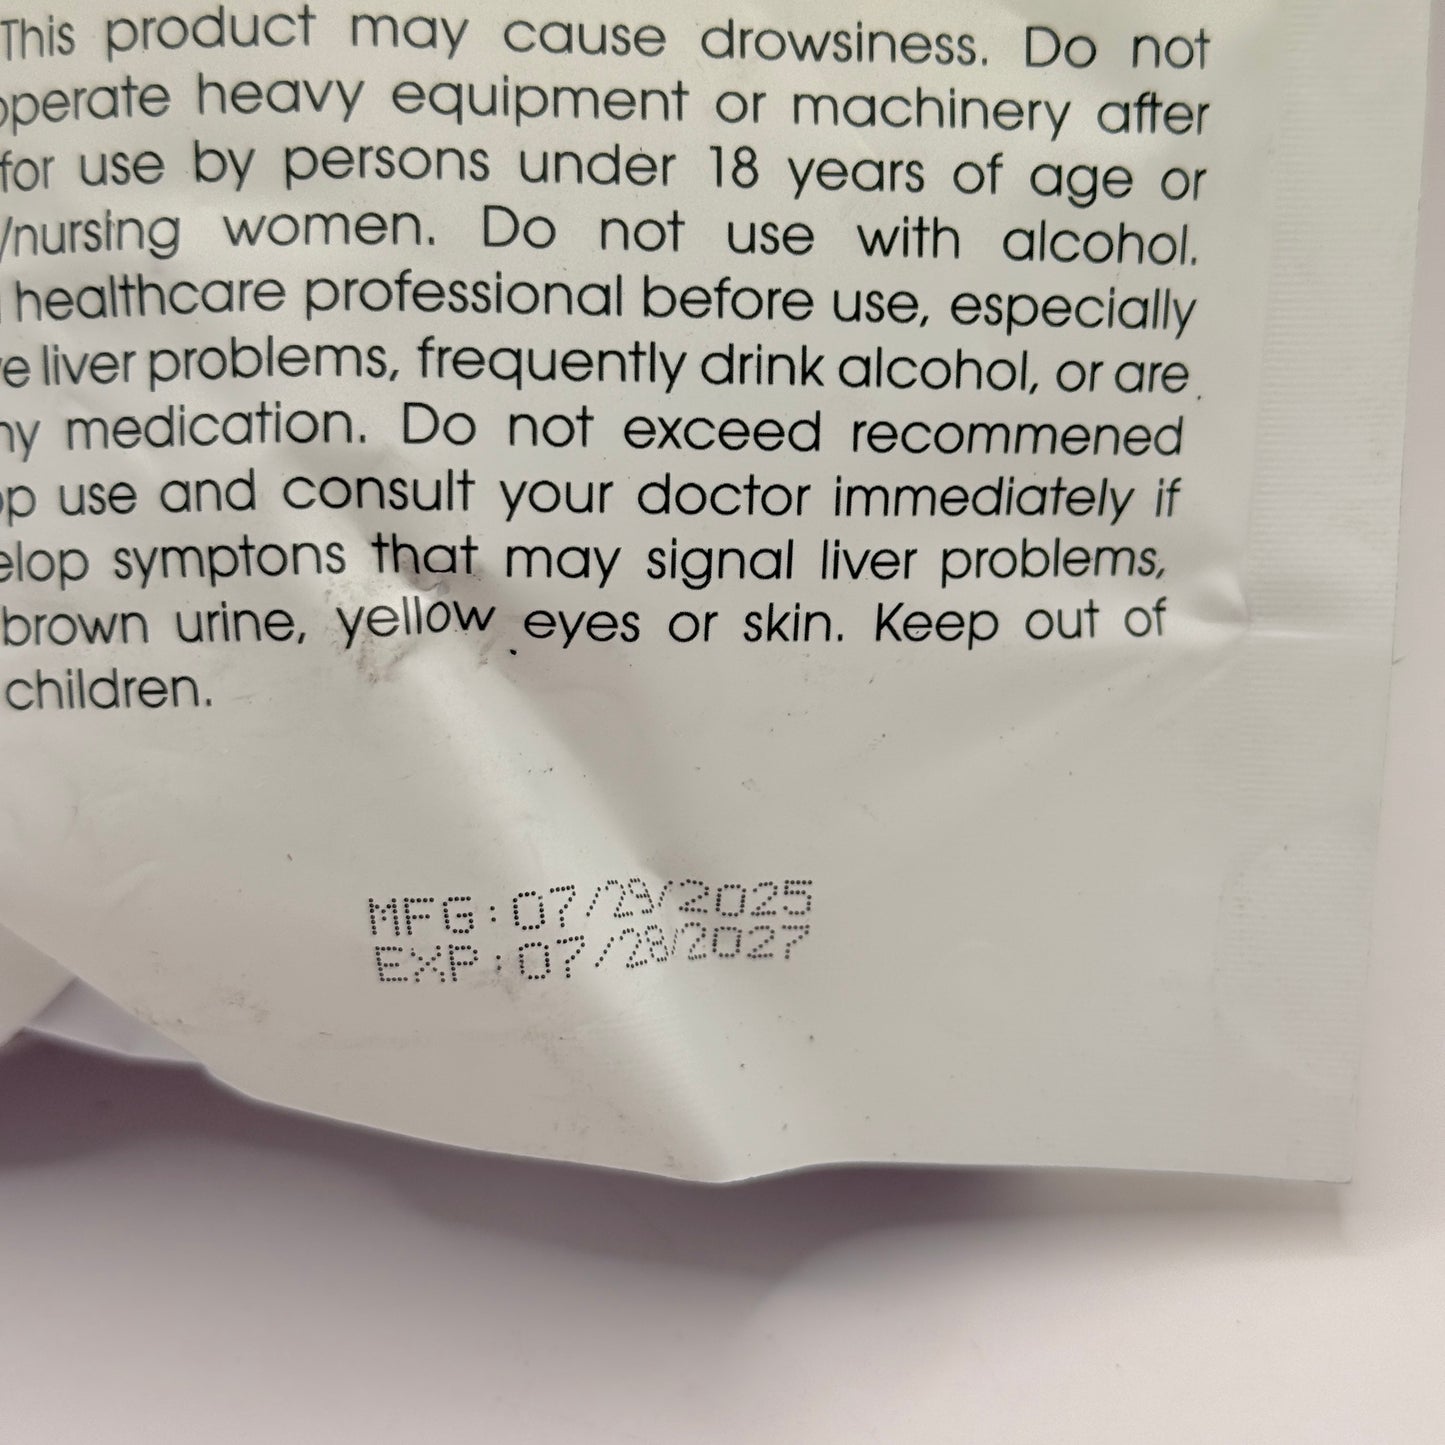 This product may cause drowsiness. Do not
operate heavy equipment or machinery after
for use by persons under 18 years of age or
/nursing women. Do not use with alcohol.
healthcare professional before use, especially
liver problems, frequently drink alcohol, or are
medication. Do not exceed recommened
use and consult your doctor immediately if
symptons that may signal liver problems,
brown urine, yellow eyes or skin. Keep out of
children.
MFG:07/29/2025
EXP:07/28/2027